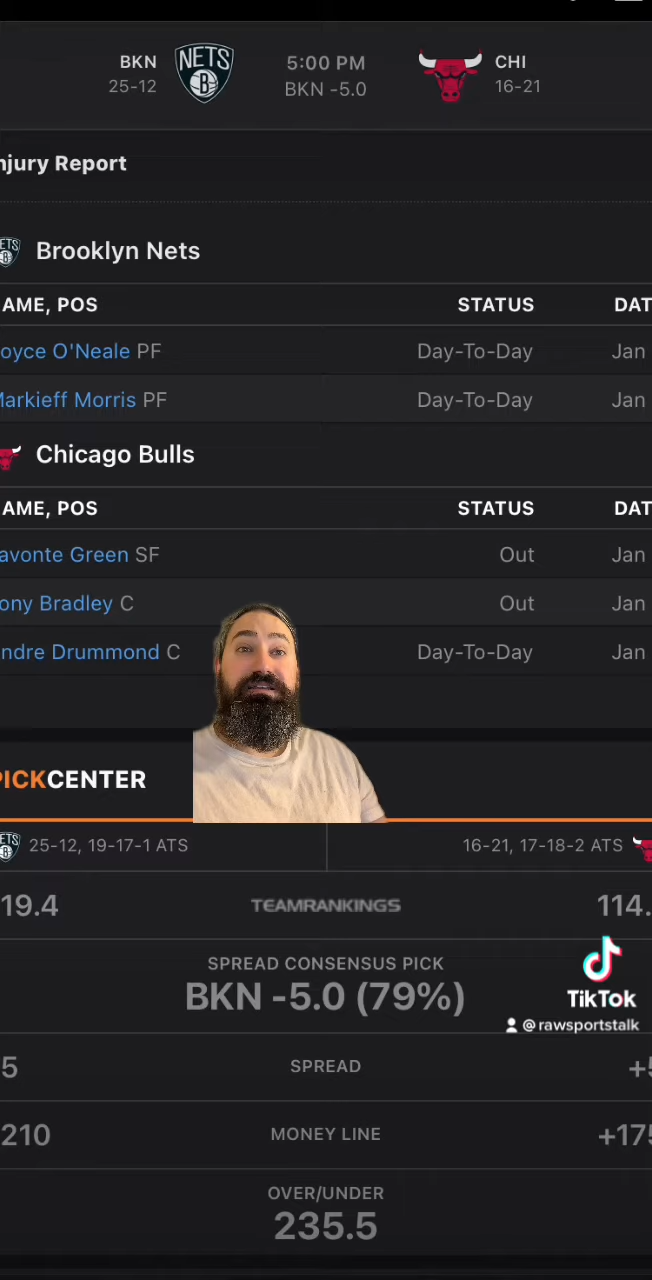 BKN NETS 5:00 PM CHI
25-12 BKN -5.0 16-21
njury Report
NETS Brooklyn Nets
AME, POS STATUS DAT
oyce O'Neale PF Day-To-Day Jan
Markieff Morris PF Day-To-Day Jan
Chicago Bulls
AME, POS STATUS DAT
avonte Green SF Out Jan
ony Bradley C Out Jan
ndre Drummond C Day-To-Day Jan
PICKCENTER
25-12, 19-17-1 ATS 16-21, 17-18-2 ATS
19.4 TEAMRANKINGS 114.
SPREAD CONSENSUS PICK
BKN -5.0 (79%)
TikTok
@rawsportstalk
5 SPREAD +5
210 MONEY LINE +175
OVER/UNDER
235.5